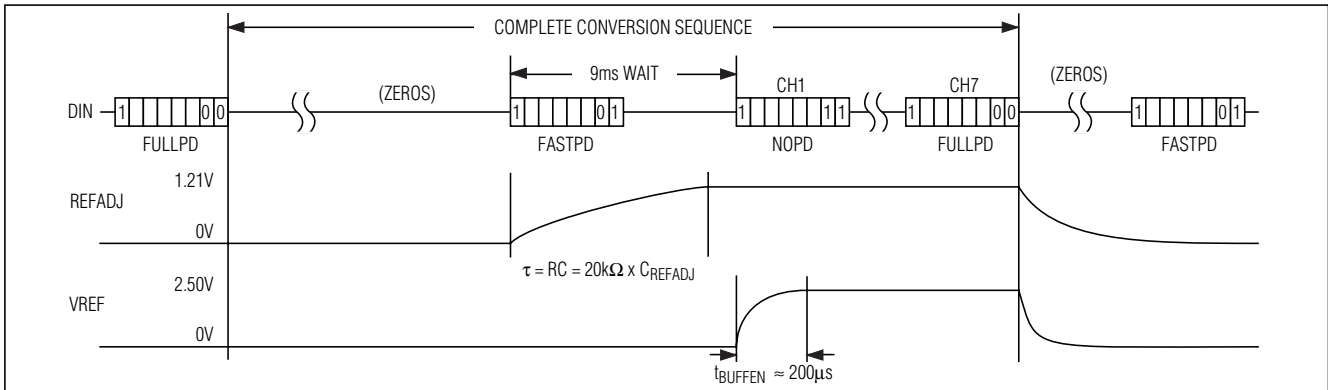 COMPLETE CONVERSION SEQUENCE
9ms WAIT
CH1
CH7
(ZEROS)
(ZEROS)
DIN
1 0 0
1 0 1
1 1 1
1 0 0
1 0 1
FULLPD
FASTPD
NOPD
FULLPD
FASTPD
1.21V
REFADJ
0V
τ = RC = 20kΩ x CREFADJ
2.50V
VREF
0V
tBUFFEN ≈ 200µs